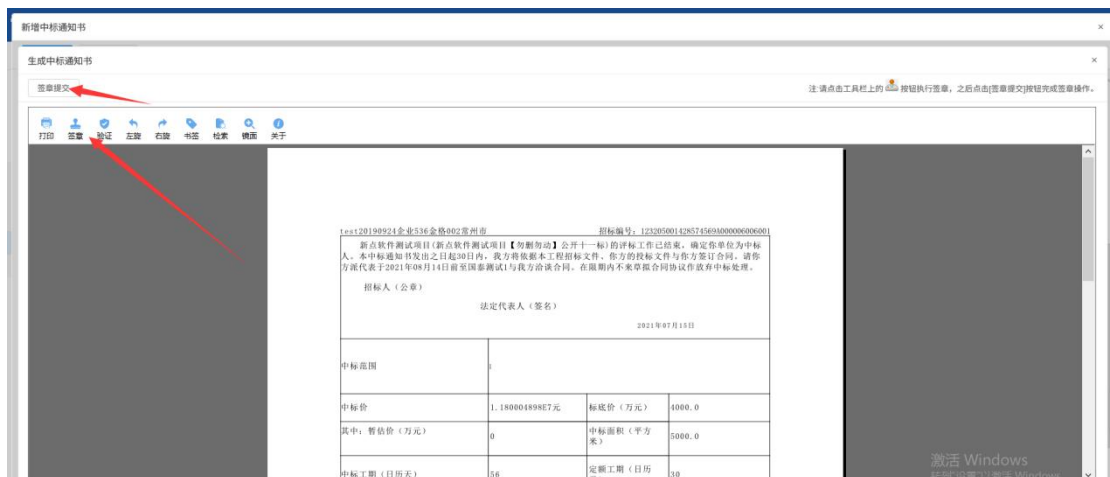 新增中标通知书
×
生成中标通知书
×
签章提交
注:请点击工具栏上的 按钮执行签章，之后点击[签章提交]按钮完成签章操作。
打印 签章 验证 左旋 右旋 书签 检索 镜面 关于
test20190924企业536金格002常州市 招标编号：
新点软件测试项目(新点软件测试项目【勿删勿动】公开十一标)的评标工作已结束，确定你单位为中标
人。本中标通知书发出之日起30日内，我方将依据本工程招标文件、你方的投标文件与你方签订合同。请你
方派代表于2021年08月14日前至国泰测试1与我方洽谈合同。在限期内不来草拟合同协议作放弃中标处理。
招标人（公章）
法定代表人（签名）
2021年07月15日
中标范围
中标价 1.180004898E7元 标底价（万元） 4000.0
其中：暂估价（万元） 0 中标面积（平方
米） 5000.0
中标工期（日历天） 56 定额工期（日历 30
激活 Windows